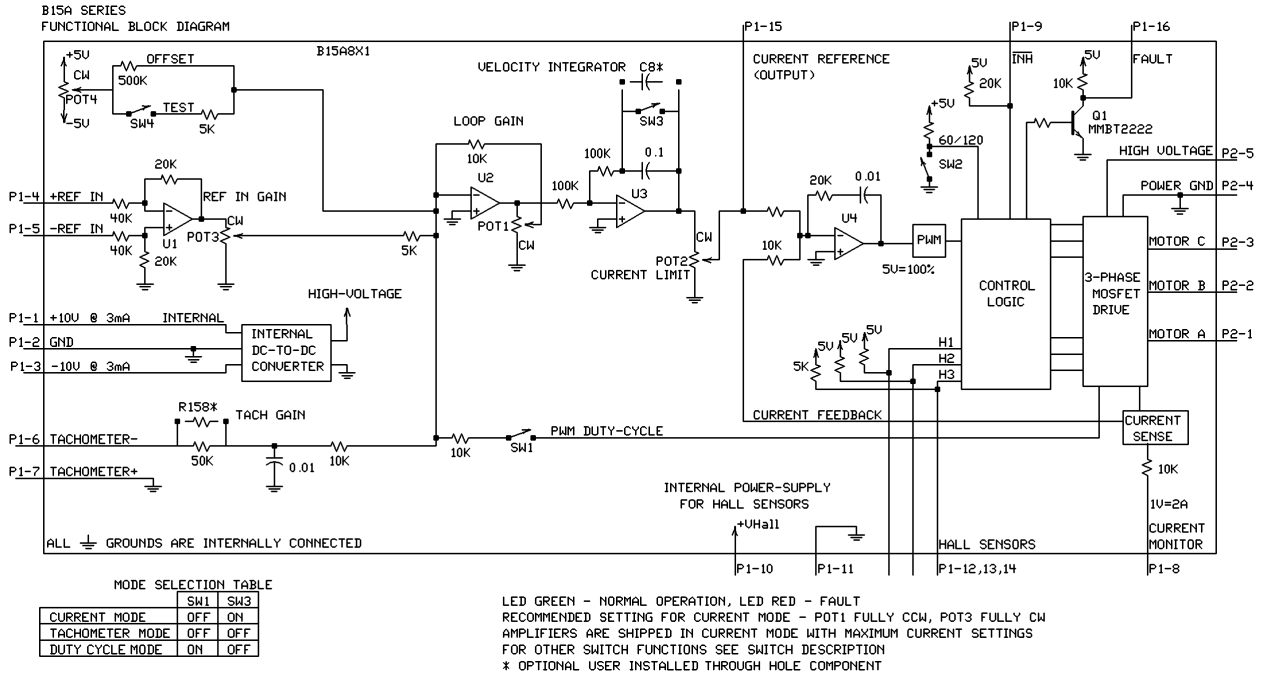 B15A SERIES
FUNCTIONAL BLOCK DIAGRAM
P1-15
P1-9
P1-16
B15A8X1
+5V
CW
POT4
-5V
OFFSET
500K
TEST
SW4
5K
VELOCITY INTEGRATOR
C8*
SW3
CURRENT REFERENCE
(OUTPUT)
5V
20K
INH
5V
10K
FAULT
Q1
MMBT2222
+5V
60/120
SW2
LOOP GAIN
10K
100K
0.1
HIGH VOLTAGE
P2-5
POWER GND
P2-4
20K
P1-4
+REF IN
40K
REF IN GAIN
P1-5
-REF IN
40K
U1
20K
CW
POT3
5K
U2
POT1
CW
100K
U3
CW
POT2
CURRENT LIMIT
20K
0.01
U4
10K
PWM
5V=100%
CONTROL
LOGIC
3-PHASE
MOSFET
DRIVE
MOTOR C
P2-3
MOTOR B
P2-2
MOTOR A
P2-1
HIGH-VOLTAGE
P1-1
+10V @ 3mA
INTERNAL
P1-2
GND
P1-3
-10V @ 3mA
INTERNAL
DC-TO-DC
CONVERTER
5V
5V
5V
5K
H1
H2
H3
R158*
TACH GAIN
P1-6
TACHOMETER-
50K
0.01
10K
P1-7
TACHOMETER+
10K
SW1
PWM DUTY-CYCLE
CURRENT FEEDBACK
CURRENT
SENSE
10K
1V=2A
CURRENT
MONITOR
INTERNAL POWER-SUPPLY
FOR HALL SENSORS
+VHall
HALL SENSORS
ALL GROUNDS ARE INTERNALLY CONNECTED
P1-10
P1-11
P1-12,13,14
P1-8
MODE SELECTION TABLE
SW1 SW3
CURRENT MODE OFF ON
TACHOMETER MODE OFF OFF
DUTY CYCLE MODE ON OFF
LED GREEN - NORMAL OPERATION, LED RED - FAULT
RECOMMENDED SETTING FOR CURRENT MODE - POT1 FULLY CCW, POT3 FULLY CW
AMPLIFIERS ARE SHIPPED IN CURRENT MODE WITH MAXIMUM CURRENT SETTINGS
FOR OTHER SWITCH FUNCTIONS SEE SWITCH DESCRIPTION
* OPTIONAL USER INSTALLED THROUGH HOLE COMPONENT